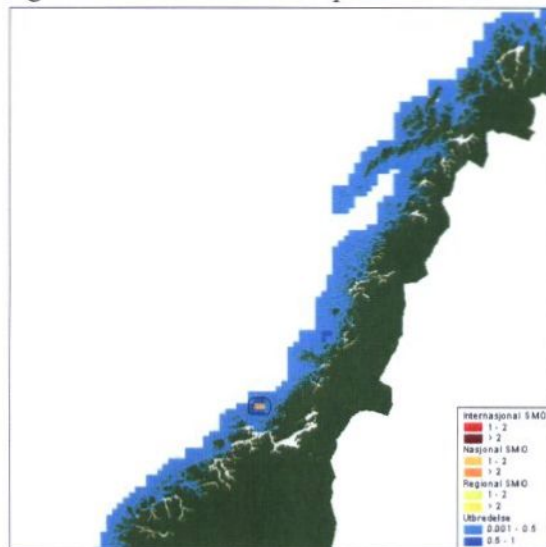 Internasjonal SMO
1 - 2
> 2
Nasjonal SMO
1 - 2
> 2
Regional SMO
1 - 2
> 2
Utbredelse
0.001 - 0.5
0.5 - 1